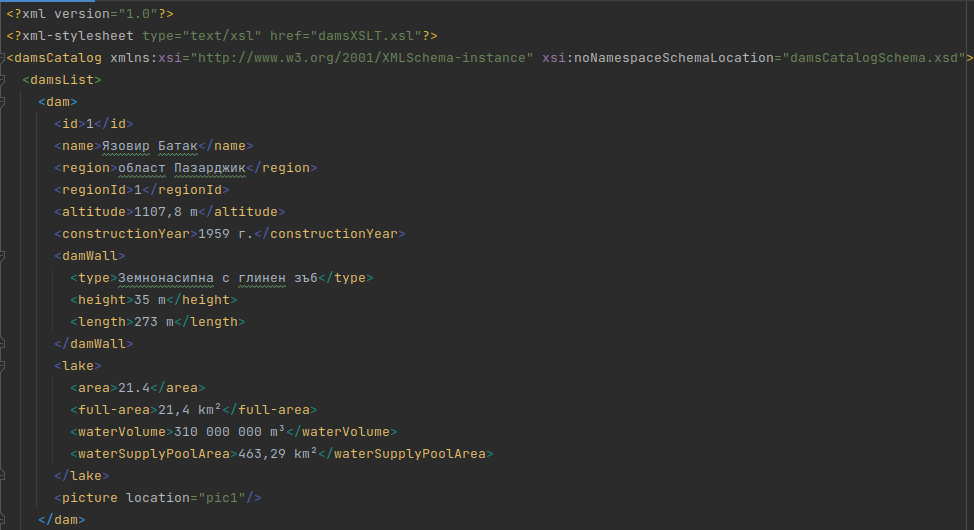 <?xml version="1.0"?>
<?xml-stylesheet type="text/xsl" href="damsXSLT.xsl"?>
<damsCatalog xmlns:xsi="http://www.w3.org/2001/XMLSchema-instance" xsi:noNamespaceSchemaLocation="damsCatalogSchema.xsd">
<damsList>
<dam>
<id>1</id>
<name>Язовир Батак</name>
<region>област Пазарджик</region>
<regionId>1</regionId>
<altitude>1107,8 m</altitude>
<constructionYear>1959 г.</constructionYear>
<damWall>
<type>Земнонасипна с глинен зъб</type>
<height>35 m</height>
<length>273 m</length>
</damWall>
<lake>
<area>21.4</area>
<full-area>21,4 km²</full-area>
<waterVolume>310 000 000 m³</waterVolume>
<waterSupplyPoolArea>463,29 km²</waterSupplyPoolArea>
</lake>
<picture location="pic1"/>
</dam>